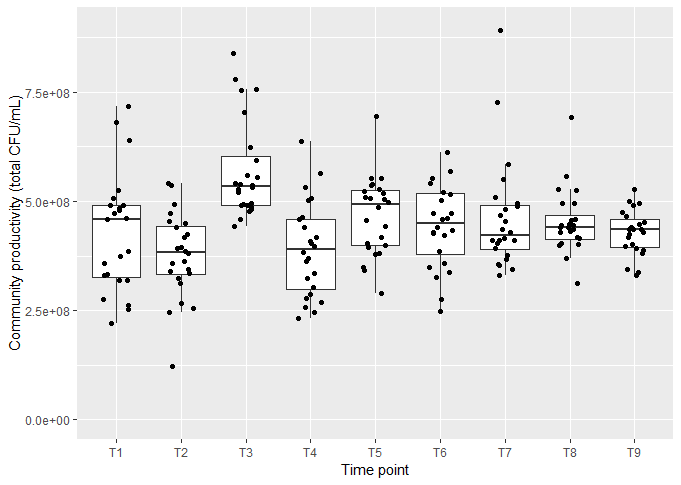 Community productivity (total CFU/mL)
7.5e+08
5.0e+08
2.5e+08
0.0e+00
T1 T2 T3 T4 T5 T6 T7 T8 T9
Time point